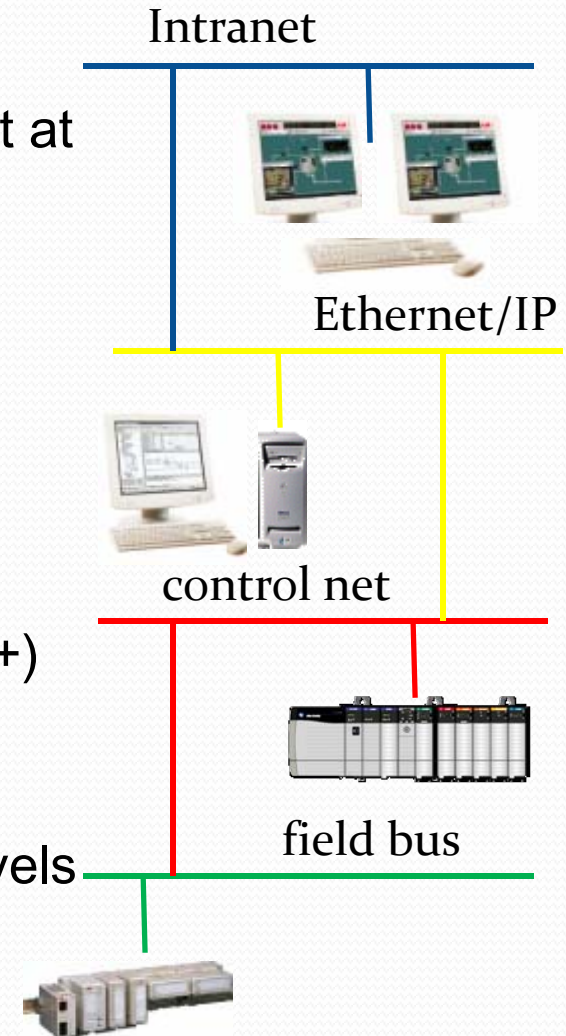 Intranet
t at
Ethernet/IP
control net
+)
field bus
vels